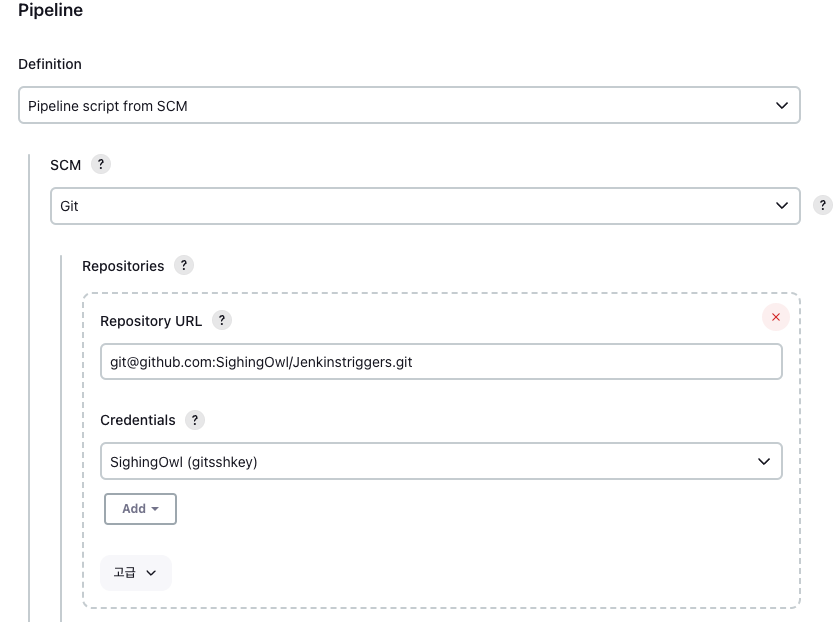 Pipeline
Definition
Pipeline script from SCM
SCM ?
Git
?
Repositories ?
Repository URL ?
git@github.com:SighingOwl/Jenkinstriggers.git
Credentials ?
SighingOwl (gitsshkey)
Add
고급